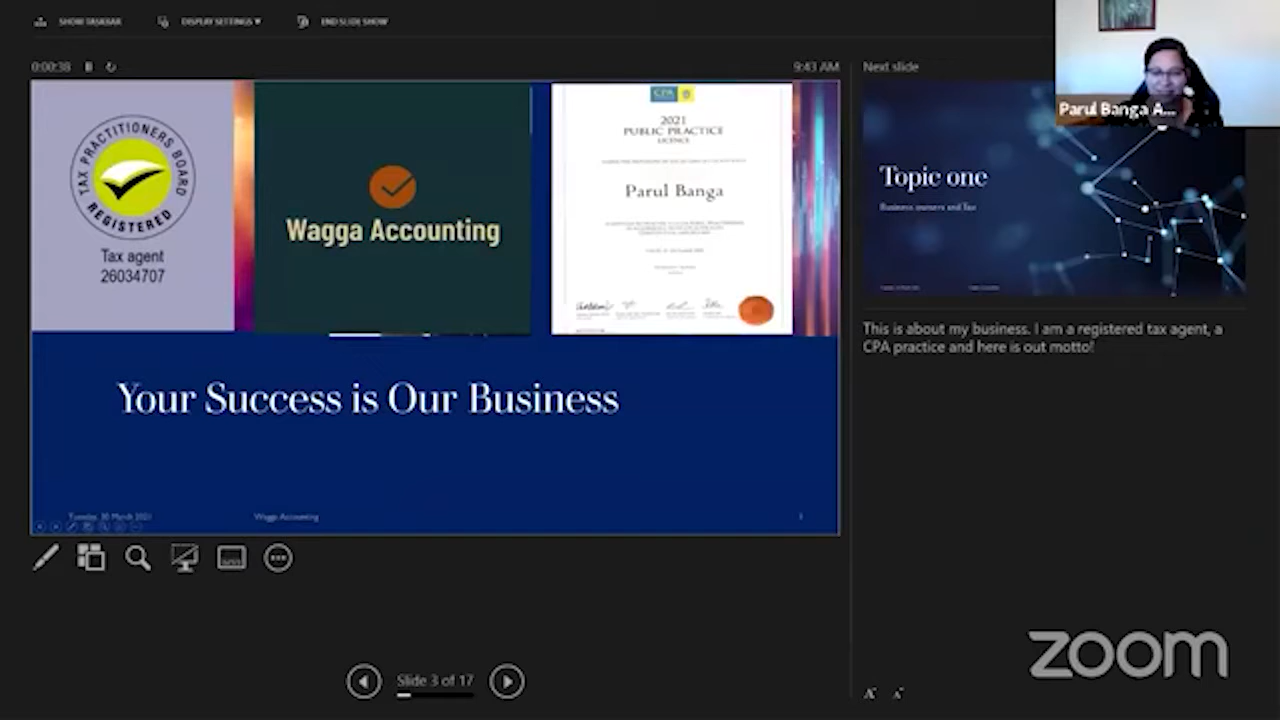 SHOW TASKBAR
DISPLAY SETTINGS ▼
END SLIDE SHOW
0:00:38
9:43 AM
Next slide
Parul Banga A...
TAX PRACTITIONERS BOARD
REGISTERED
Tax agent
26034707
Wagga Accounting
CPA
2021
PUBLIC PRACTICE
LICENCE
Parul Banga
Your Success is Our Business
Tuesday, 30 March 2021
Wagga Accounting
3
Topic one
Business owners and Tax
This is about my business. I am a registered tax agent, a
CPA practice and here is out motto!
Slide 3 of 17
zoom